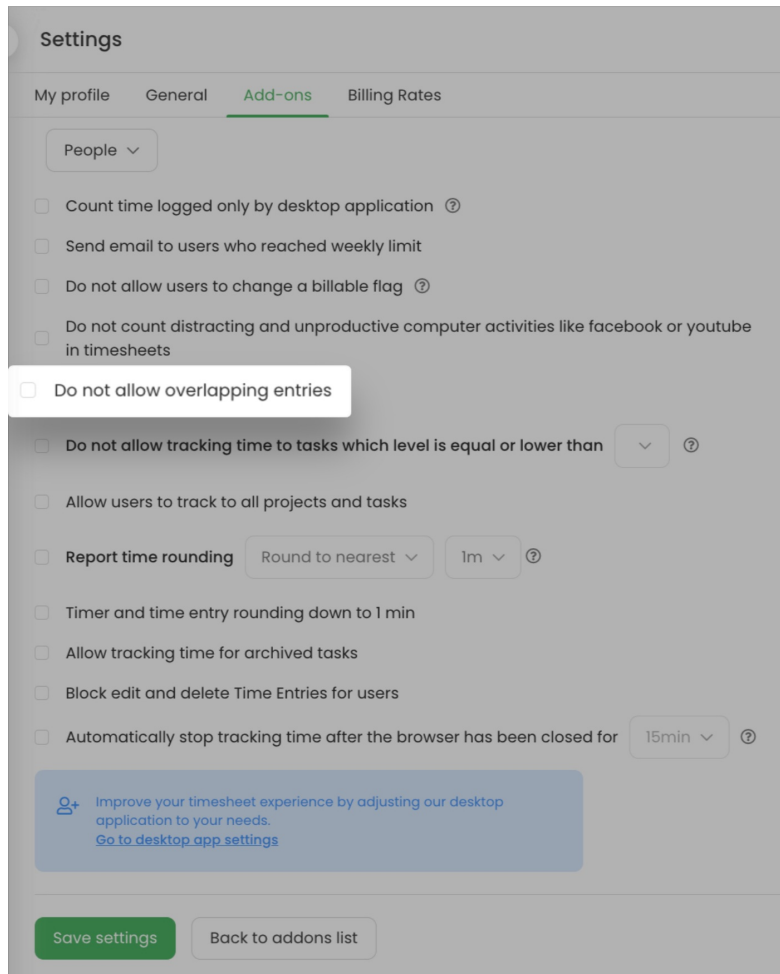 Settings
My profile General Add-ons Billing Rates
People
Count time logged only by desktop application ?
Send email to users who reached weekly limit
Do not allow users to change a billable flag ?
Do not count distracting and unproductive computer activities like facebook or youtube
in timesheets
Do not allow overlapping entries
Do not allow tracking time to tasks which level is equal or lower than ?
Allow users to track to all projects and tasks
Report time rounding Round to nearest 1m ?
Timer and time entry rounding down to 1 min
Allow tracking time for archived tasks
Block edit and delete Time Entries for users
Automatically stop tracking time after the browser has been closed for 15min ?
Improve your timesheet experience by adjusting our desktop
application to your needs.
Go to desktop app settings
Save settings Back to addons list